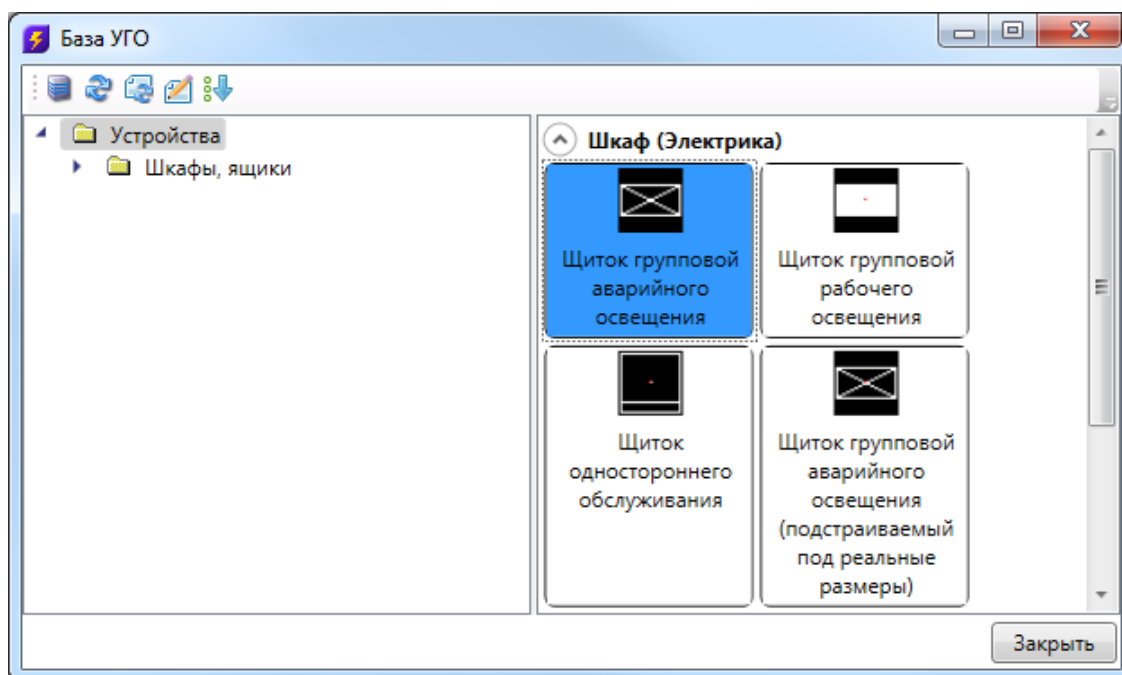 База УГО
Устройства
Шкафы, ящики
Шкаф (Электрика)
Щиток групповой
аварийного
освещения
Щиток групповой
рабочего
освещения
Щиток
одностороннего
обслуживания
Щиток групповой
аварийного
освещения
(подстраиваемый
под реальные
размеры)
Закрыть